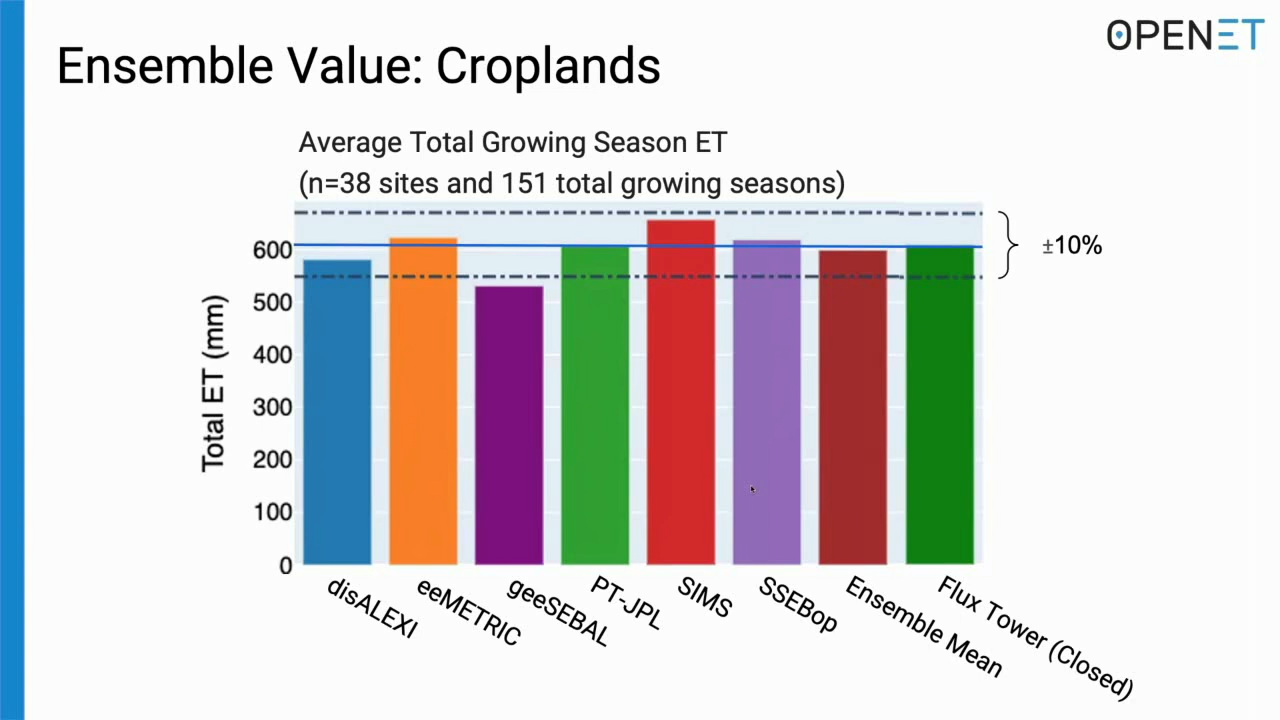 OPENET
Ensemble Value: Croplands
Average Total Growing Season ET
(n=38 sites and 151 total growing seasons)
±10%
Total ET (mm)
600
500
400
300
200
100
0
disALEXI
eeMETRIC
geeSEBAL
PT-JPL
SIMS
SSEBop
Ensemble Mean
Flux Tower (Closed)